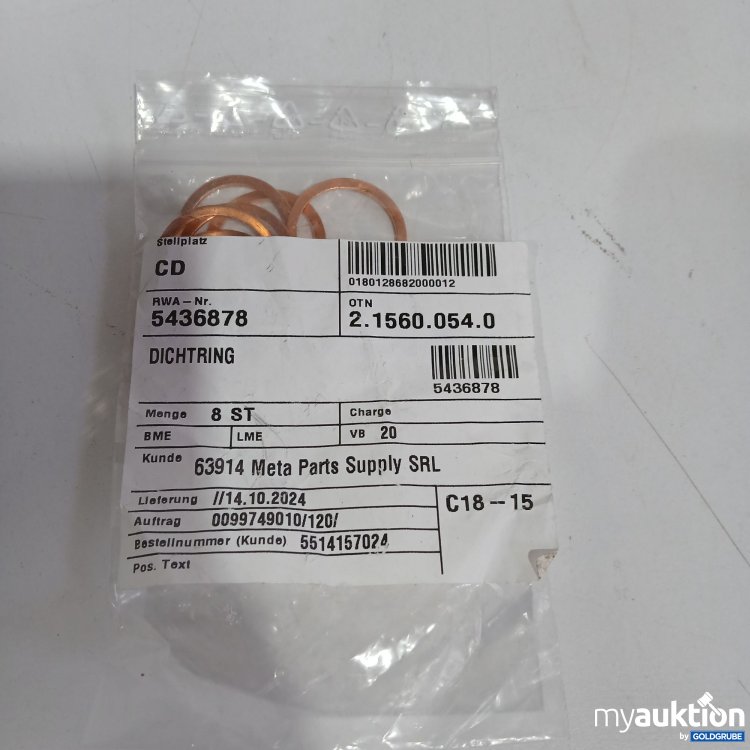 Stellplatz
CD
0180128682000012
RWA-Nr.
5436878
OTN
2.1560.054.0
DICHTRING
5436878
Menge 8 ST
Charge
BME
LME
VB 20
Kunde 63914 Meta Parts Supply SRL
Lieferung //14.10.2024
C18-15
Auftrag 0099749010/120/
Bestellnummer (Kunde) 5514157024
Pos. Text
myauktion
by GOLDGRUBE